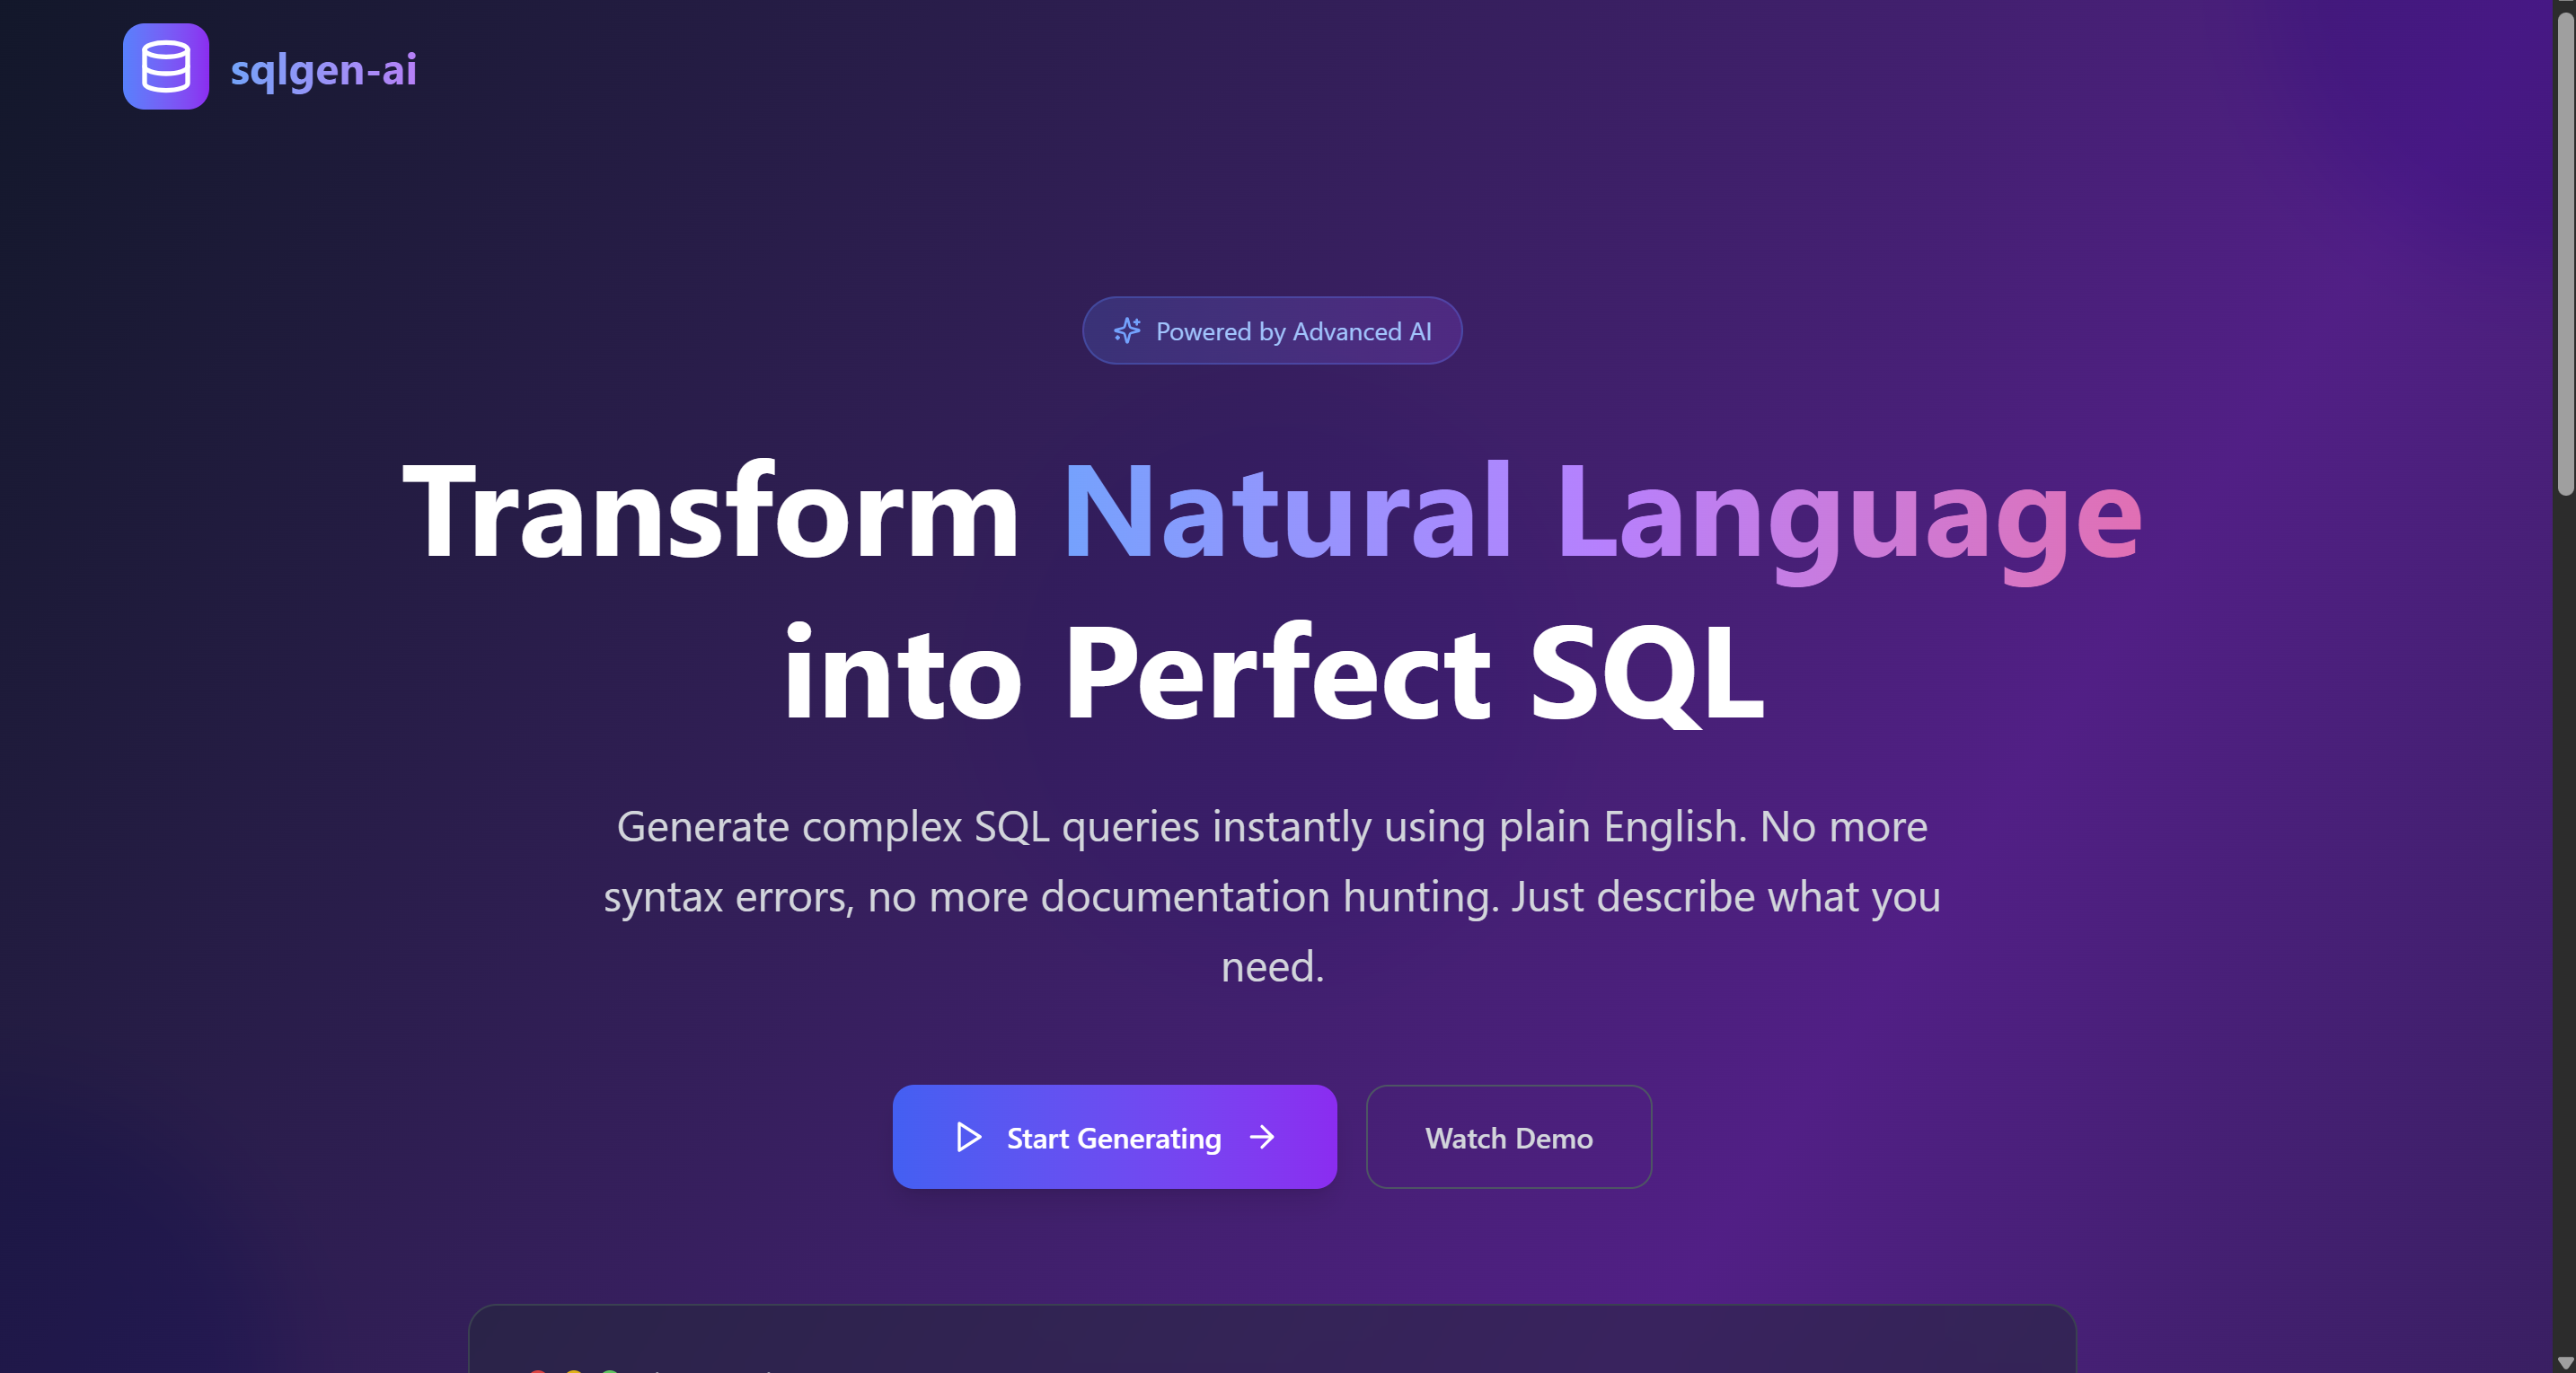 sqlgen-ai
Powered by Advanced AI
Transform Natural Language
into Perfect SQL
Generate complex SQL queries instantly using plain English. No more
syntax errors, no more documentation hunting. Just describe what you
need.
Start Generating
Watch Demo